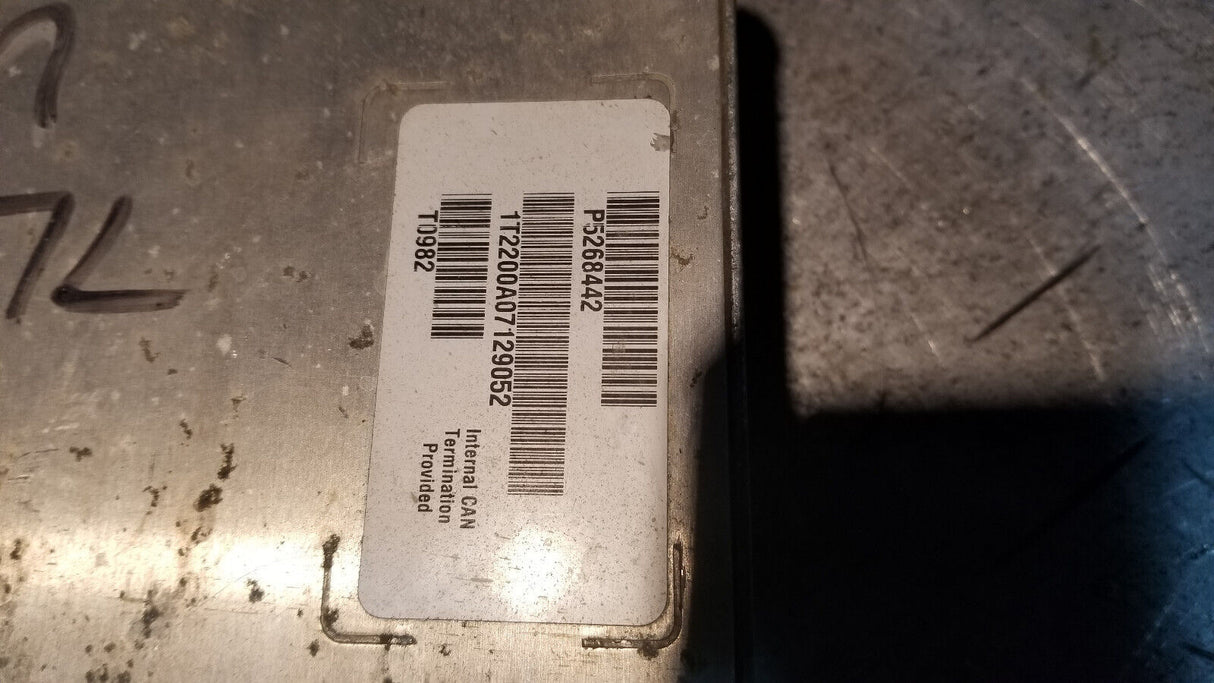 P5268442
1T2200A07129052
T0982
Internal CAN
Termination
Provided